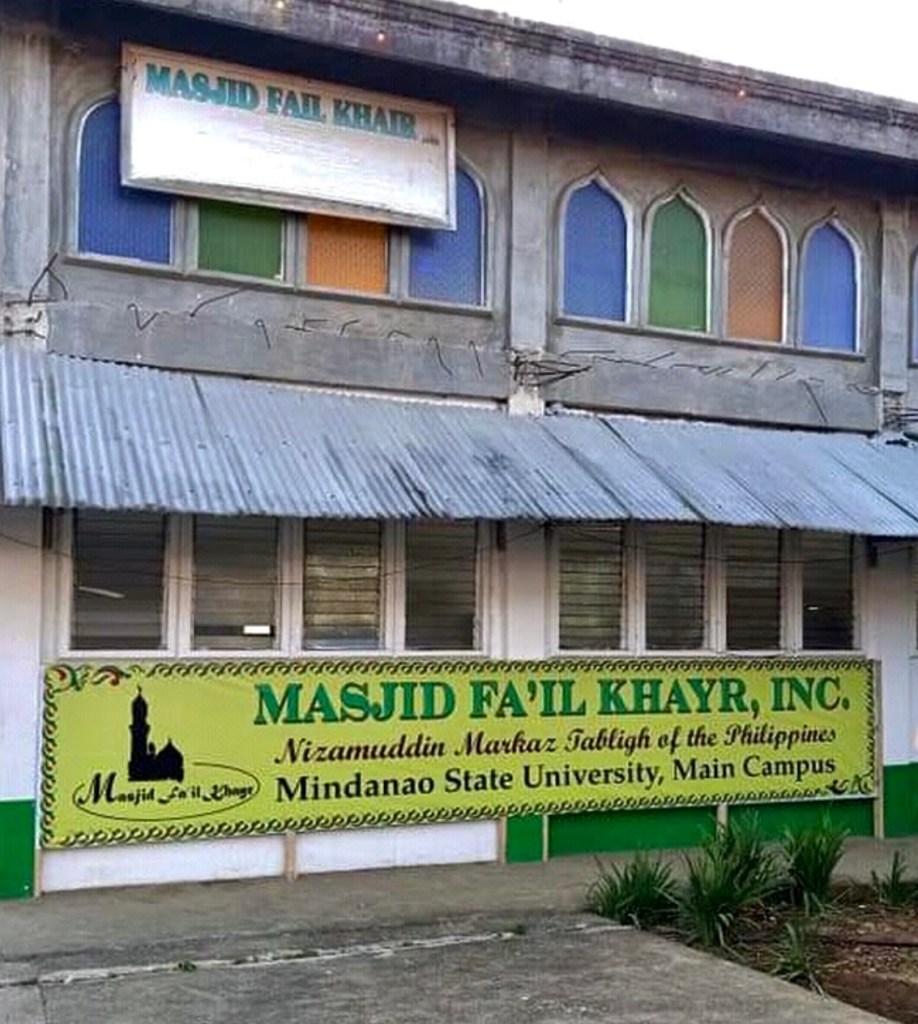 MASJID FAIL KHAIR
MASJID FA'IL KHAYR, INC.
Nizamuddin Markaz Tabligh of the Philippines
Mindanao State University, Main Campus
Masjid Fa'il Khayr